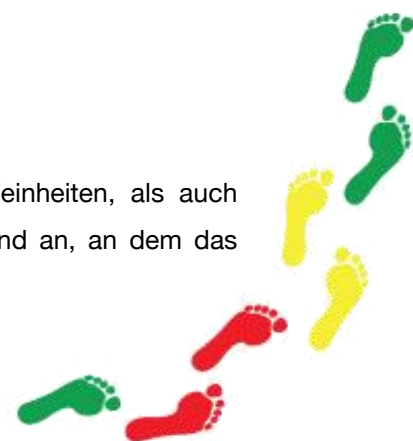 einheiten, als auch
nd an, an dem das